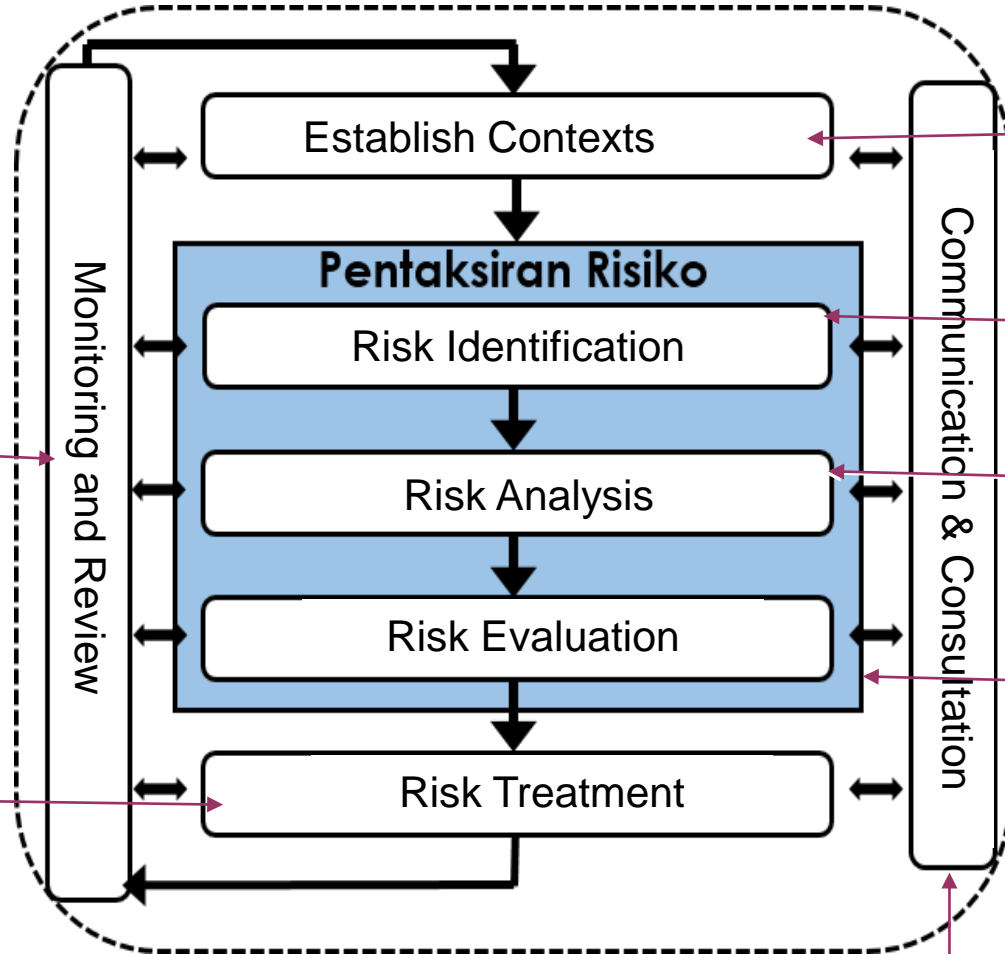 Establish Contexts
Pentaksiran Risiko
Risk Identification
Risk Analysis
Risk Evaluation
Risk Treatment
Monitoring and Review
Communication & Consultation